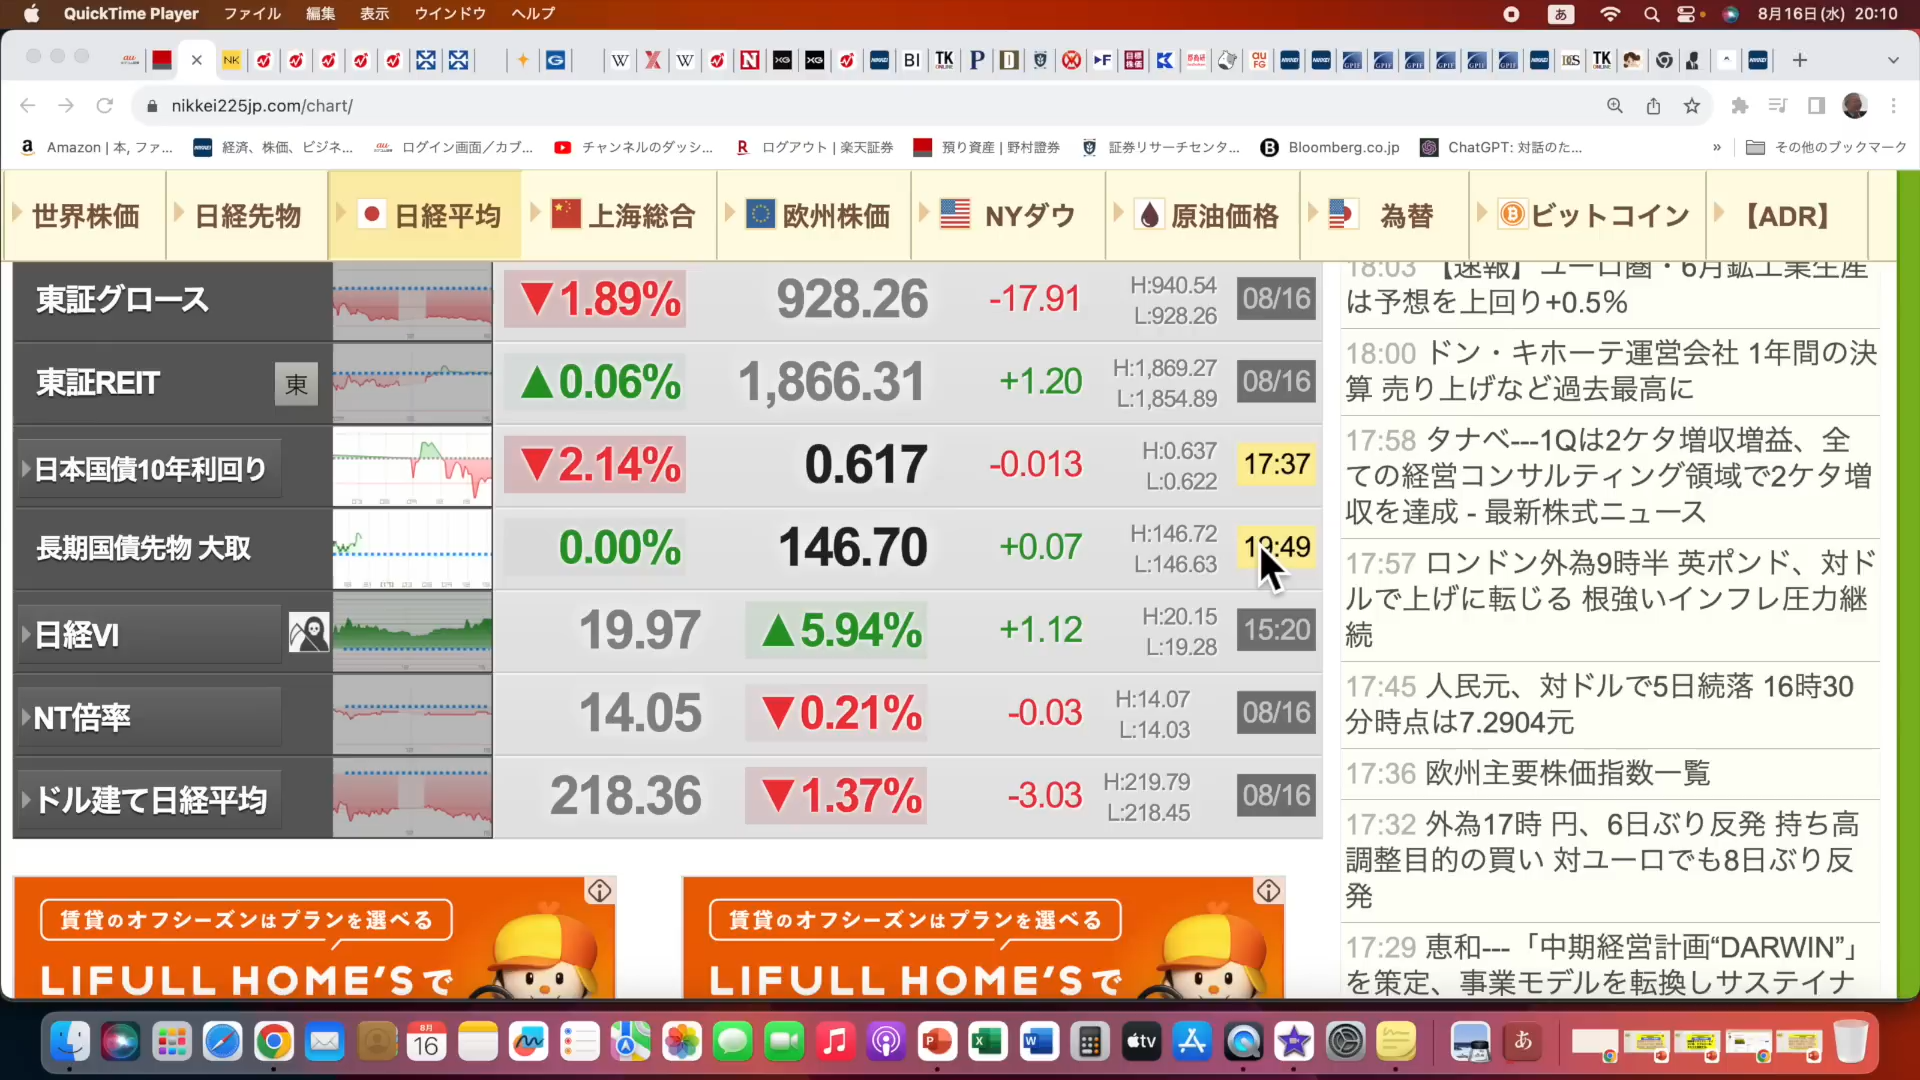 QuickTime Player ファイル 編集 表示 ウインドウ ヘルプ
あ 8月16日(水) 20:10
nikkei225jp.com/chart/
Amazon | 本, ファ... 経済、株価、ビジネ... ログイン画面／カブ... チャンネルのダッシ... ログアウト | 楽天証券 預り資産 | 野村證券 証券リサーチセンタ... Bloomberg.co.jp ChatGPT: 対話のた... » その他のブックマーク
世界株価 日経先物 日経平均 上海総合 欧州株価 NYダウ 原油価格 為替 ビットコイン 【ADR】
東証グロース ▼1.89% 928.26 -17.91 H:940.54 L:928.26 08/16
東証REIT 東 ▲0.06% 1,866.31 +1.20 H:1,869.27 L:1,854.89 08/16
日本国債10年利回り ▼2.14% 0.617 -0.013 H:0.637 L:0.622 17:37
長期国債先物 大取 0.00% 146.70 +0.07 H:146.72 L:146.63 19:49
日経VI 19.97 ▲5.94% +1.12 H:20.15 L:19.28 15:20
NT倍率 14.05 ▼0.21% -0.03 H:14.07 L:14.03 08/16
ドル建て日経平均 218.36 ▼1.37% -3.03 H:219.79 L:218.45 08/16
18:03 【速報】ユーロ圏・6月鉱工業生産
は予想を上回り+0.5%
18:00 ドン・キホーテ運営会社 1年間の決
算 売り上げなど過去最高に
17:58 タナベ---1Qは2ケタ増収増益、全
ての経営コンサルティング領域で2ケタ増
収を達成 - 最新株式ニュース
17:57 ロンドン外為9時半 英ポンド、対ド
ルで上げに転じる 根強いインフレ圧力継
続
17:45 人民元、対ドルで5日続落 16時30
分時点は7.2904元
17:36 欧州主要株価指数一覧
17:32 外為17時 円、6日ぶり反発 持ち高
調整目的の買い 対ユーロでも8日ぶり反
発
17:29 恵和---「中期経営計画“DARWIN”」
を策定、事業モデルを転換しサステイナ
賃貸のオフシーズンはプランを選べる
LIFULL HOME'Sで
賃貸のオフシーズンはプランを選べる
LIFULL HOME'Sで
8月
16
tv
あ